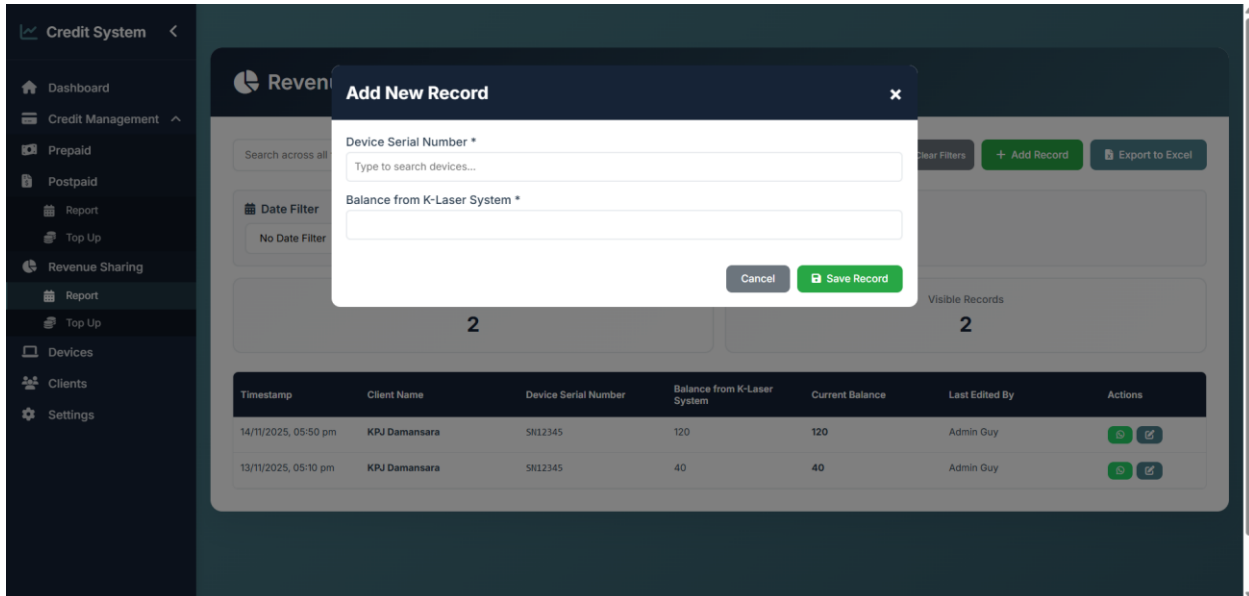 Credit System
Dashboard
Credit Management
Prepaid
Postpaid
Report
Top Up
Revenue Sharing
Report
Top Up
Devices
Clients
Settings
Add New Record
Device Serial Number *
Type to search devices...
Balance from K-Laser System *
Cancel
Save Record
Search across all
Clear Filters
+ Add Record
Export to Excel
Date Filter
No Date Filter
2
Visible Records
2
Timestamp Client Name Device Serial Number Balance from K-Laser System Current Balance Last Edited By Actions
14/11/2025, 05:50 pm KPJ Damansara SN12345 120 120 Admin Guy
13/11/2025, 05:10 pm KPJ Damansara SN12345 40 40 Admin Guy